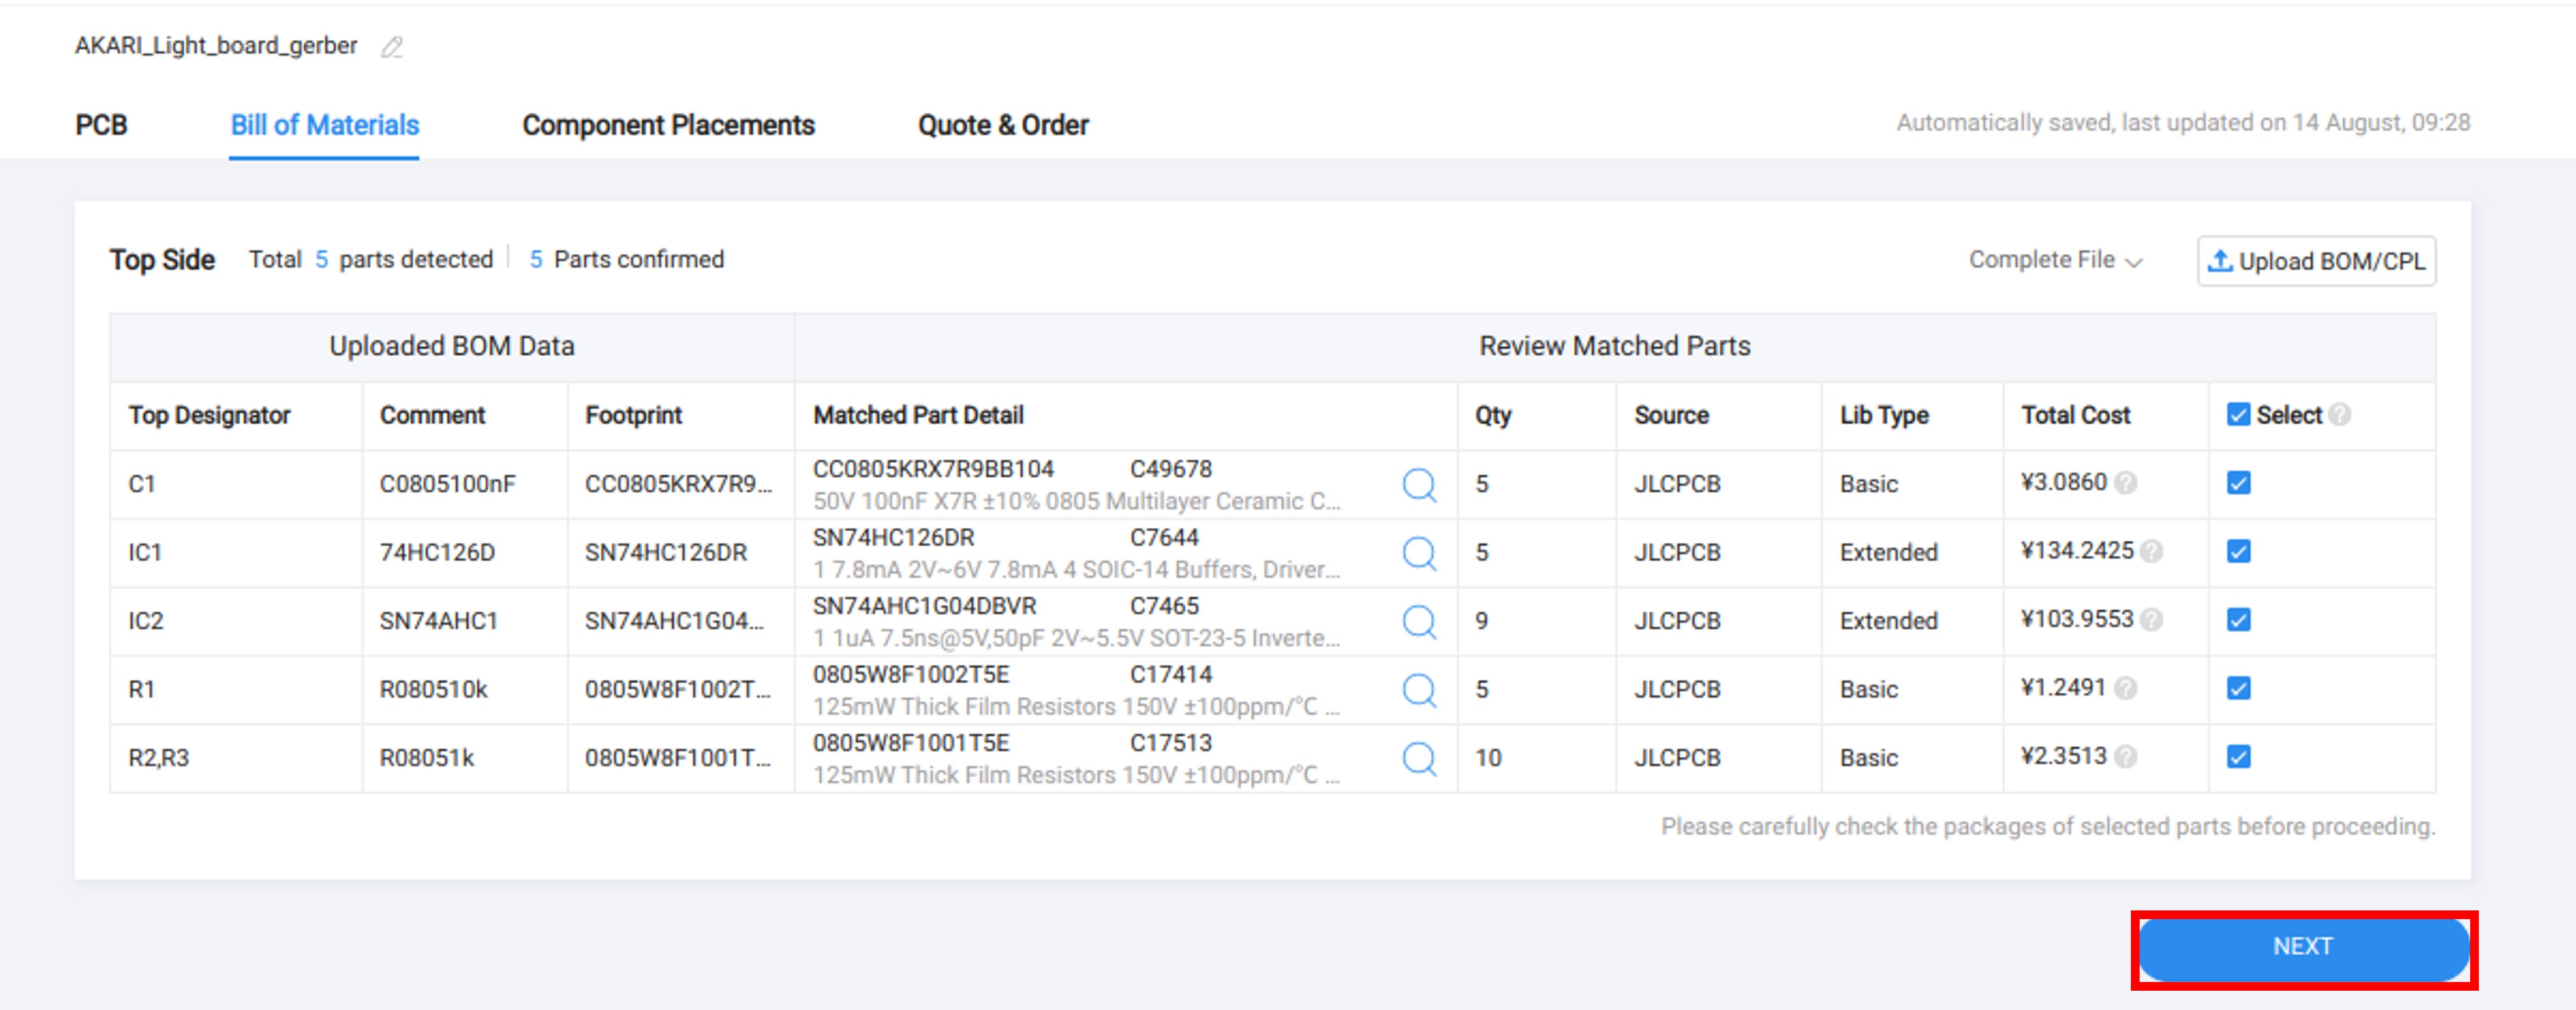 AKARI_Light_board_gerber
PCB Bill of Materials Component Placements Quote & Order Automatically saved, last updated on 14 August, 09:28
Top Side Total 5 parts detected 5 Parts confirmed Complete File Upload BOM/CPL
Uploaded BOM Data Review Matched Parts
Top Designator Comment Footprint Matched Part Detail Qty Source Lib Type Total Cost Select ?
C1 C0805100nF CC0805KRX7R9... CC0805KRX7R9BB104 C49678 5 JLCPCB Basic ¥3.0860 ?
50V 100nF X7R ±10% 0805 Multilayer Ceramic C...
IC1 74HC126D SN74HC126DR SN74HC126DR C7644 5 JLCPCB Extended ¥134.2425 ?
1 7.8mA 2V~6V 7.8mA 4 SOIC-14 Buffers, Driver...
IC2 SN74AHC1 SN74AHC1G04... SN74AHC1G04DBVR C7465 9 JLCPCB Extended ¥103.9553 ?
1 1uA 7.5ns@5V,50pF 2V~5.5V SOT-23-5 Inverte...
R1 R080510k 0805W8F1002T... 0805W8F1002T5E C17414 5 JLCPCB Basic ¥1.2491 ?
125mW Thick Film Resistors 150V ±100ppm/℃ ...
R2,R3 R08051k 0805W8F1001T... 0805W8F1001T5E C17513 10 JLCPCB Basic ¥2.3513 ?
125mW Thick Film Resistors 150V ±100ppm/℃ ...
Please carefully check the packages of selected parts before proceeding.
NEXT